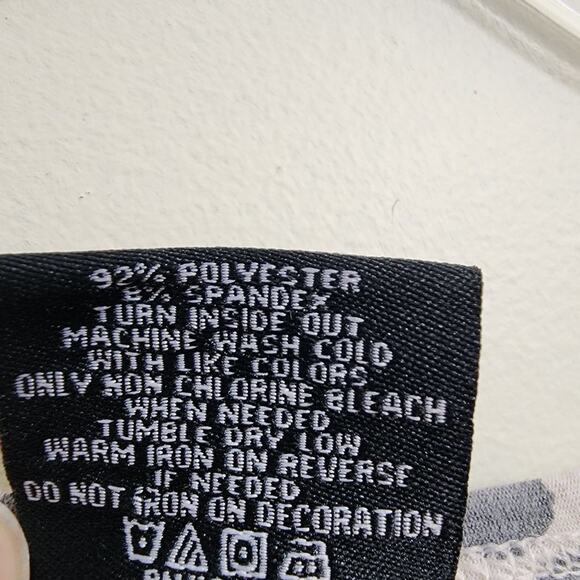 92% POLYESTER
8% SPANDEX
TURN INSIDE OUT
MACHINE WASH COLD
WITH LIKE COLORS
ONLY NON CHLORINE BLEACH
WHEN NEEDED
TUMBLE DRY LOW
WARM IRON ON REVERSE
IF NEEDED
DO NOT IRON ON DECORATION